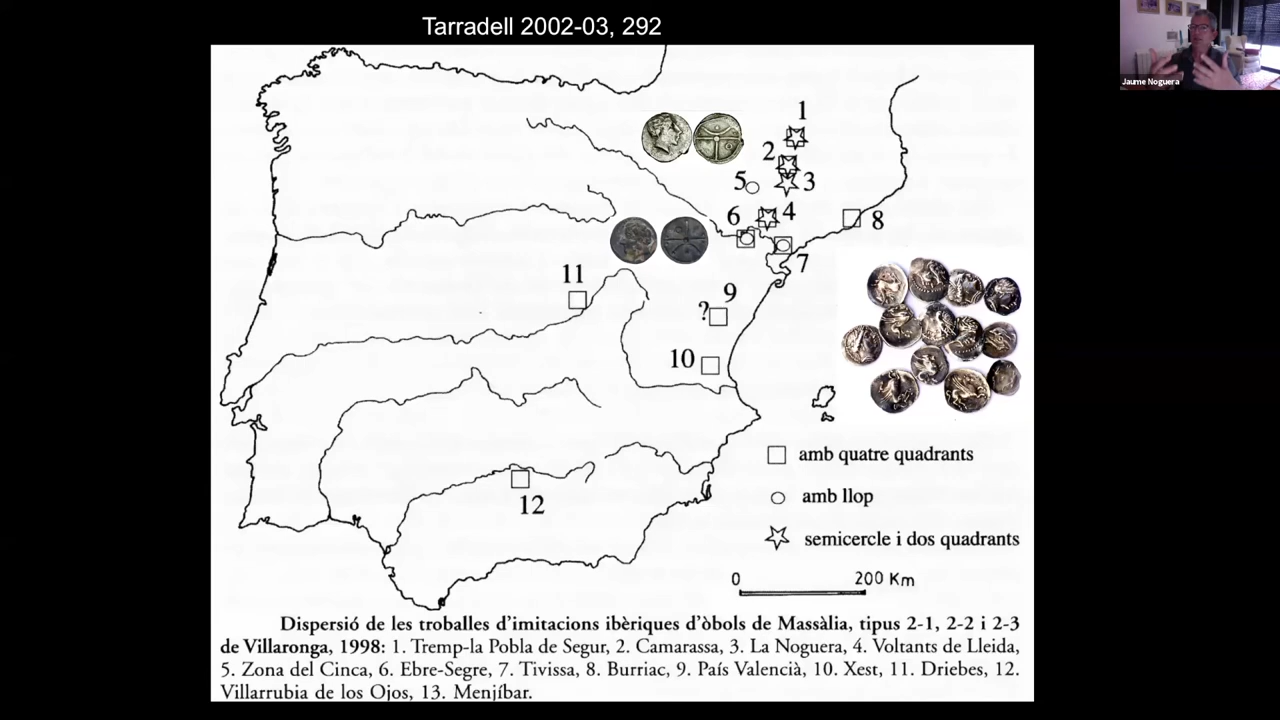 Tarradell 2002-03, 292
Jaume Noguera
1
2
3
5
4
6
8
7
11
9
?
10
12
amb quatre quadrants
amb llop
semicercle i dos quadrants
0 200 Km
Dispersió de les troballes d'imitacions ibèriques d'òbols de Massàlia, tipus 2-1, 2-2 i 2-3
de Villaronga, 1998: 1. Tremp-la Pobla de Segur, 2. Camarassa, 3. La Noguera, 4. Voltants de Lleida,
5. Zona del Cinca, 6. Ebre-Segre, 7. Tivissa, 8. Burriac, 9. País Valencià, 10. Xest, 11. Driebes, 12.
Villarrubia de los Ojos, 13. Menjíbar.